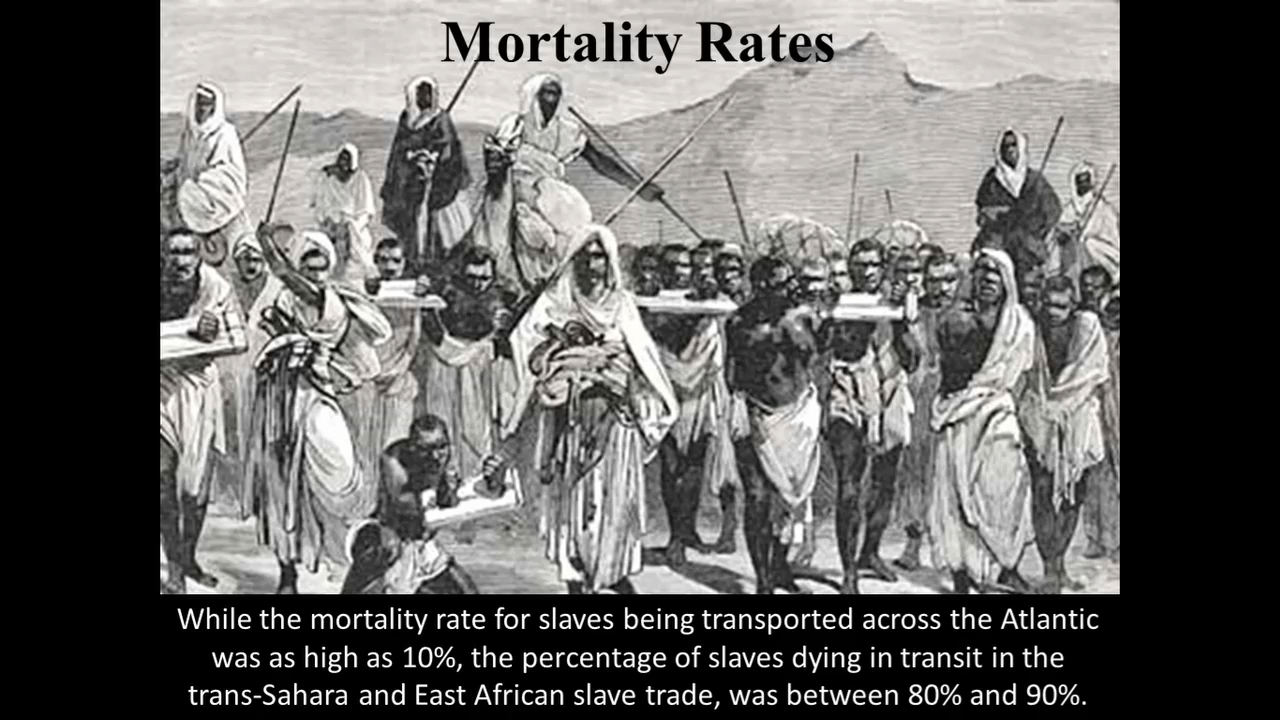 Mortality Rates
While the mortality rate for slaves being transported across the Atlantic
was as high as 10%, the percentage of slaves dying in transit in the
trans-Sahara and East African slave trade, was between 80% and 90%.